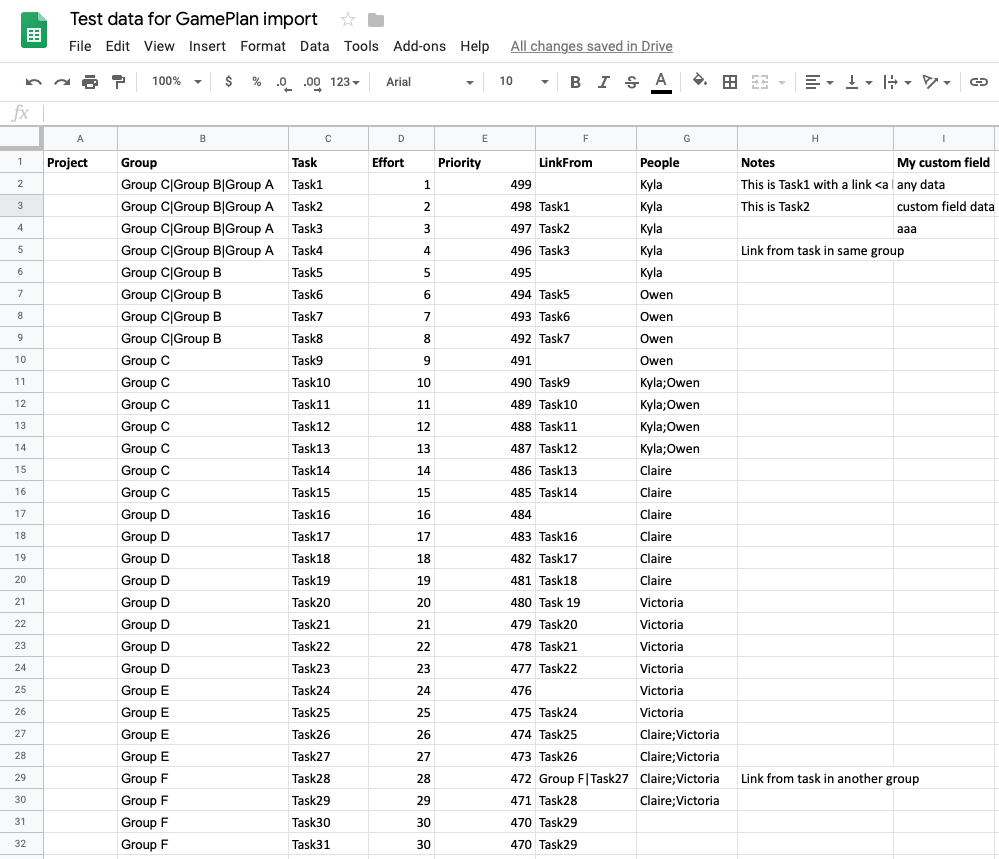 Test data for GamePlan import
File Edit View Insert Format Data Tools Add-ons Help All changes saved in Drive
100% $ % .0 .00 123 Arial 10 B I S A
fx
A B C D E F G H I
1 Project Group Task Effort Priority LinkFrom People Notes My custom field
2 Group C|Group B|Group A Task1 1 499 Kyla This is Task1 with a link <a any data
3 Group C|Group B|Group A Task2 2 498 Task1 Kyla This is Task2 custom field data
4 Group C|Group B|Group A Task3 3 497 Task2 Kyla aaa
5 Group C|Group B|Group A Task4 4 496 Task3 Kyla Link from task in same group
6 Group C|Group B Task5 5 495 Kyla
7 Group C|Group B Task6 6 494 Task5 Owen
8 Group C|Group B Task7 7 493 Task6 Owen
9 Group C|Group B Task8 8 492 Task7 Owen
10 Group C Task9 9 491 Owen
11 Group C Task10 10 490 Task9 Kyla;Owen
12 Group C Task11 11 489 Task10 Kyla;Owen
13 Group C Task12 12 488 Task11 Kyla;Owen
14 Group C Task13 13 487 Task12 Kyla;Owen
15 Group C Task14 14 486 Task13 Claire
16 Group C Task15 15 485 Task14 Claire
17 Group D Task16 16 484 Claire
18 Group D Task17 17 483 Task16 Claire
19 Group D Task18 18 482 Task17 Claire
20 Group D Task19 19 481 Task18 Claire
21 Group D Task20 20 480 Task 19 Victoria
22 Group D Task21 21 479 Task20 Victoria
23 Group D Task22 22 478 Task21 Victoria
24 Group D Task23 23 477 Task22 Victoria
25 Group E Task24 24 476 Victoria
26 Group E Task25 25 475 Task24 Victoria
27 Group E Task26 26 474 Task25 Claire;Victoria
28 Group E Task27 27 473 Task26 Claire;Victoria
29 Group F Task28 28 472 Group F|Task27 Claire;Victoria Link from task in another group
30 Group F Task29 29 471 Task28 Claire;Victoria
31 Group F Task30 30 470 Task29
32 Group F Task31 30 470 Task29